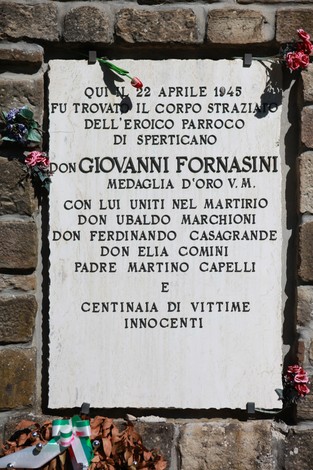 QUI IL 22 APRILE 1945
FU TROVATO IL CORPO STRAZIATO
DELL'EROICO PARROCO
DI SPERTICANO
DON GIOVANNI FORNASINI
MEDAGLIA D'ORO V.M.
CON LUI UNITI NEL MARTIRIO
DON UBALDO MARCHIONI
DON FERDINANDO CASAGRANDE
DON ELIA COMINI
PADRE MARTINO CAPELLI
E
CENTINAIA DI VITTIME
INNOCENTI